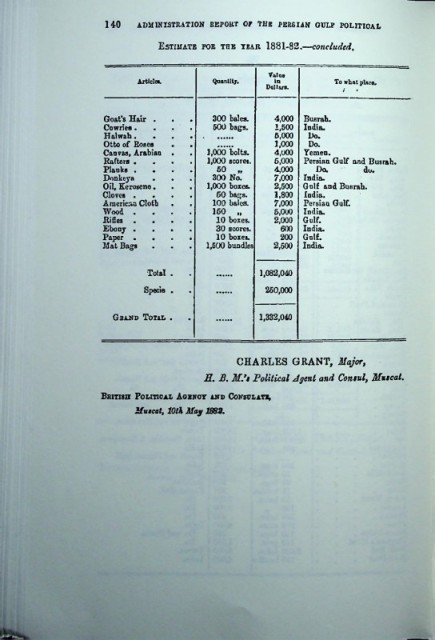 140 ADMINISTRATION REPORT OF THE PERSIAN GULF POLITICAL
ESTIMATE FOR THE YEAR 1881-82.—concluded.
Articles. Quantity. Value in Dollars. To what place.
Goat's Hair . . . 300 bales. 4,000 Busrah.
Cowries . . . . 500 bags. 1,500 India.
Halwah . . . . ...... 5,000 Do.
Otto of Roses . . ...... 1,000 Do.
Canvas, Arabian . . 1,000 bolts. 4,000 Yemen.
Rafters . . . . 1,000 scores. 5,000 Persian Gulf and Busrah.
Planks . . . . 50 „ 4,000 Do. do.
Donkeys . . . 300 No. 7,000 India.
Oil, Kerosene . . . 1,000 boxes. 2,500 Gulf and Busrah.
Cloves . . . . 50 bags. 1,800 India.
American Cloth . . 100 bales. 7,000 Persian Gulf.
Wood . . . . 150 „ 5,000 India.
Rifles . . . . 10 boxes. 2,000 Gulf.
Ebony . . . . 30 scores. 600 India.
Paper . . . . 10 boxes. 200 Gulf.
Mat Bags . . . 1,500 bundles 2,500 India.
Total . ...... 1,082,040
Specie . ...... 250,000
GRAND TOTAL . ...... 1,332,040
CHARLES GRANT, Major,
H. B. M.'s Political Agent and Consul, Muscat.
BRITISH POLITICAL AGENCY AND CONSULATE,
Muscat, 10th May 1882.